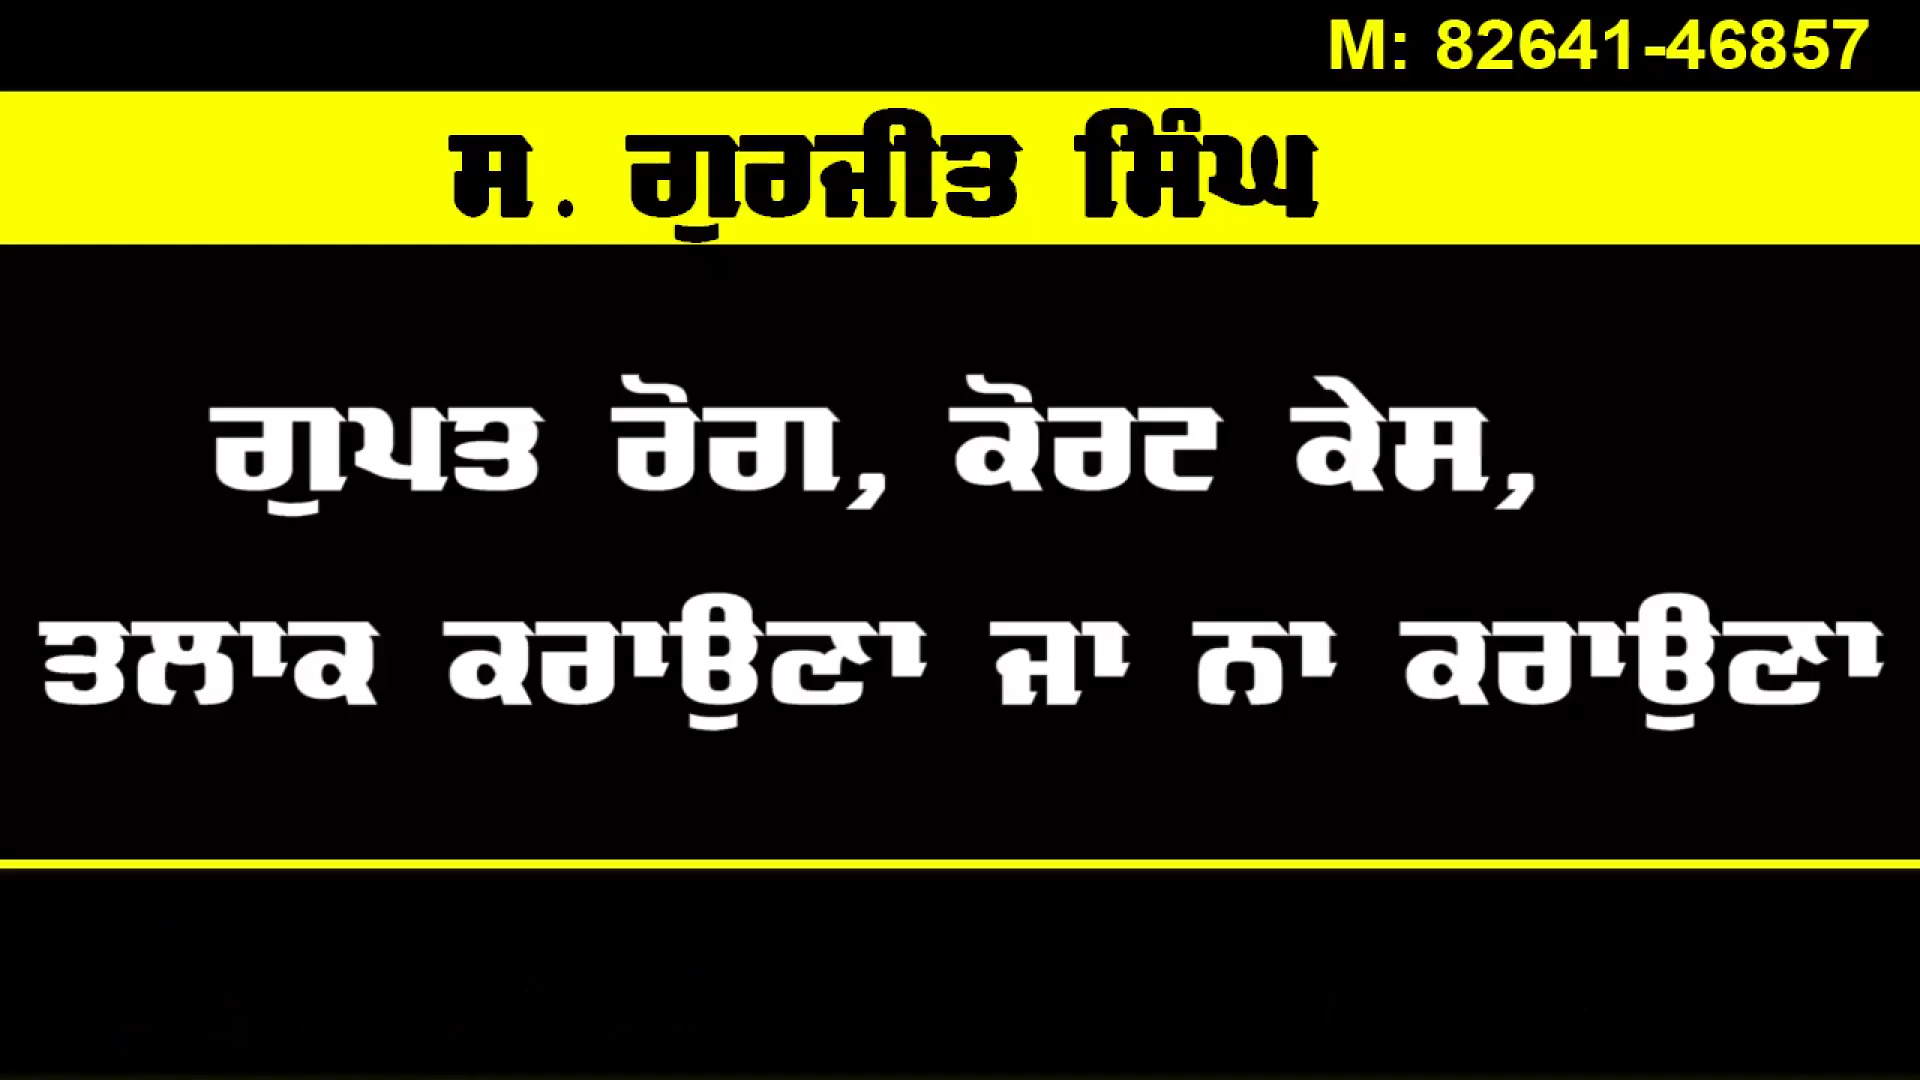 M: 82641-46857
ਸ. ਗੁਰਜੀਤ ਸਿੰਘ
ਗੁਪਤ ਰੋਗ, ਕੋਰਟ ਕੇਸ,
ਤਲਾਕ ਕਰਾਉਣਾ ਜਾ ਨਾ ਕਰਾਉਣਾ